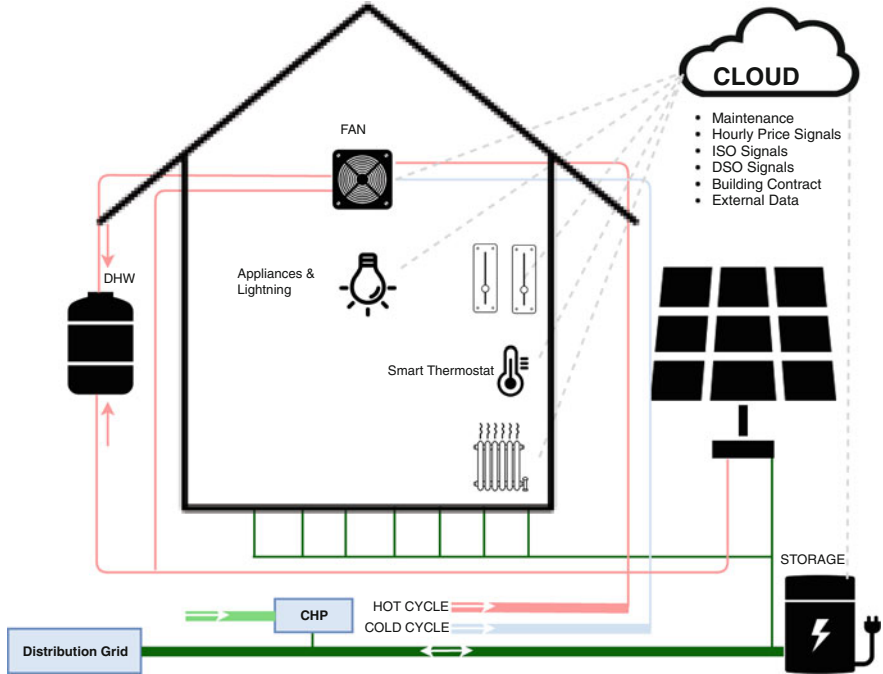 CLOUD
• Maintenance
• Hourly Price Signals
• ISO Signals
• DSO Signals
• Building Contract
• External Data
FAN
DHW
Appliances &
Lightning
Smart Thermostat
STORAGE
CHP
HOT CYCLE
COLD CYCLE
Distribution Grid